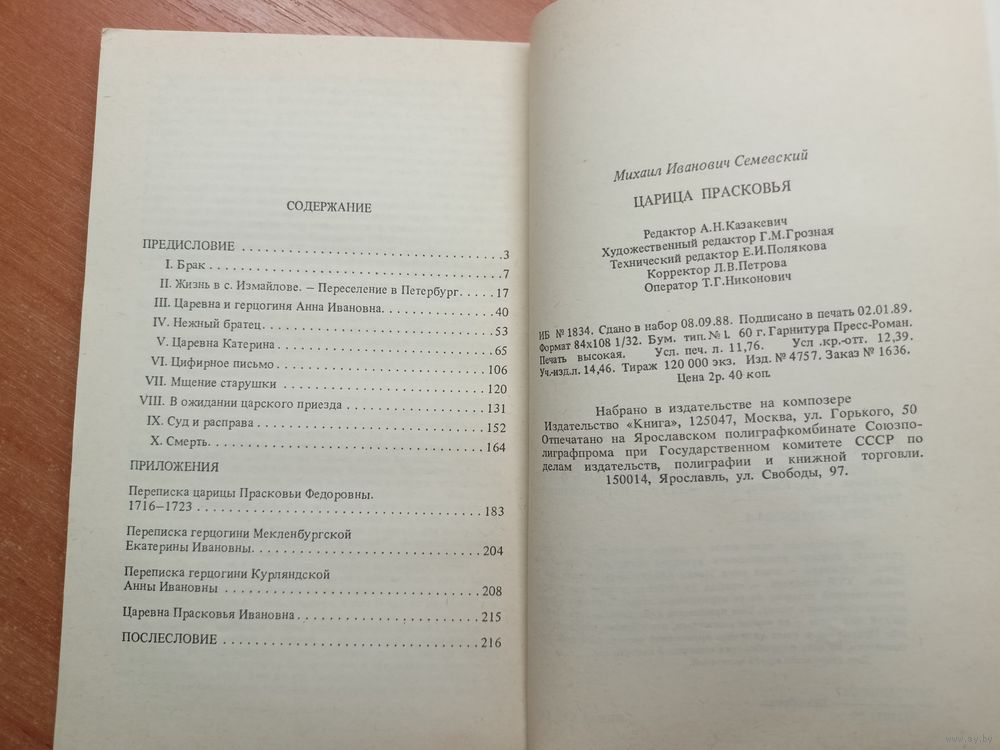 СОДЕРЖАНИЕ
ПРЕДИСЛОВИЕ . . . . . . . . . . . . . . . . . . . . . . . . . . . .3
I. Брак . . . . . . . . . . . . . . . . . . . . . . . . . . . . . . .7
II. Жизнь в с. Измайлове. — Переселение в Петербург. . . . . 17
III. Царевна и герцогиня Анна Ивановна. . . . . . . . . . . . 40
IV. Нежный братец. . . . . . . . . . . . . . . . . . . . . . . . 53
V. Царевна Катерина . . . . . . . . . . . . . . . . . . . . . . 65
VI. Цифирное письмо . . . . . . . . . . . . . . . . . . . . . . 106
VII. Мщение старушки . . . . . . . . . . . . . . . . . . . . . . 120
VIII. В ожидании царского приезда . . . . . . . . . . . . . . . 131
IX. Суд и расправа . . . . . . . . . . . . . . . . . . . . . . . 152
X. Смерть. . . . . . . . . . . . . . . . . . . . . . . . . . . . 164
ПРИЛОЖЕНИЯ
Переписка царицы Прасковьи Федоровны.
1716—1723 . . . . . . . . . . . . . . . . . . . . . . . . . . . 183
Переписка герцогини Мекленбургской
Екатерины Ивановны. . . . . . . . . . . . . . . . . . . . . . . 204
Переписка герцогини Курляндской
Анны Ивановны . . . . . . . . . . . . . . . . . . . . . . . . . 208
Царевна Прасковья Ивановна. . . . . . . . . . . . . . . . . . . 215
ПОСЛЕСЛОВИЕ . . . . . . . . . . . . . . . . . . . . . . . . . . 216
Михаил Иванович Семевский
ЦАРИЦА ПРАСКОВЬЯ
Редактор А.Н.Казакевич
Художественный редактор Г.М.Грозная
Технический редактор Е.И.Полякова
Корректор Л.В.Петрова
Оператор Т.Г.Никонович
ИБ № 1834. Сдано в набор 08.09.88. Подписано в печать 02.01.89.
Формат 84х108 1/32. Бум. тип.№ 1. 60 г. Гарнитура Пресс-Роман.
Печать высокая. Усл. печ. л. 11,76. Усл .кр.-отт. 12,39.
Уч.-изд.л. 14,46. Тираж 120 000 экз. Изд. № 4757. Заказ № 1636.
Цена 2р. 40 коп.
Набрано в издательстве на композере
Издательство «Книга», 125047, Москва, ул. Горького, 50
Отпечатано на Ярославском полиграфкомбинате Союзпо-
лиграфпрома при Государственном комитете СССР по
делам издательств, полиграфии и книжной торговли.
150014, Ярославль, ул. Свободы, 97.
www.ay.by